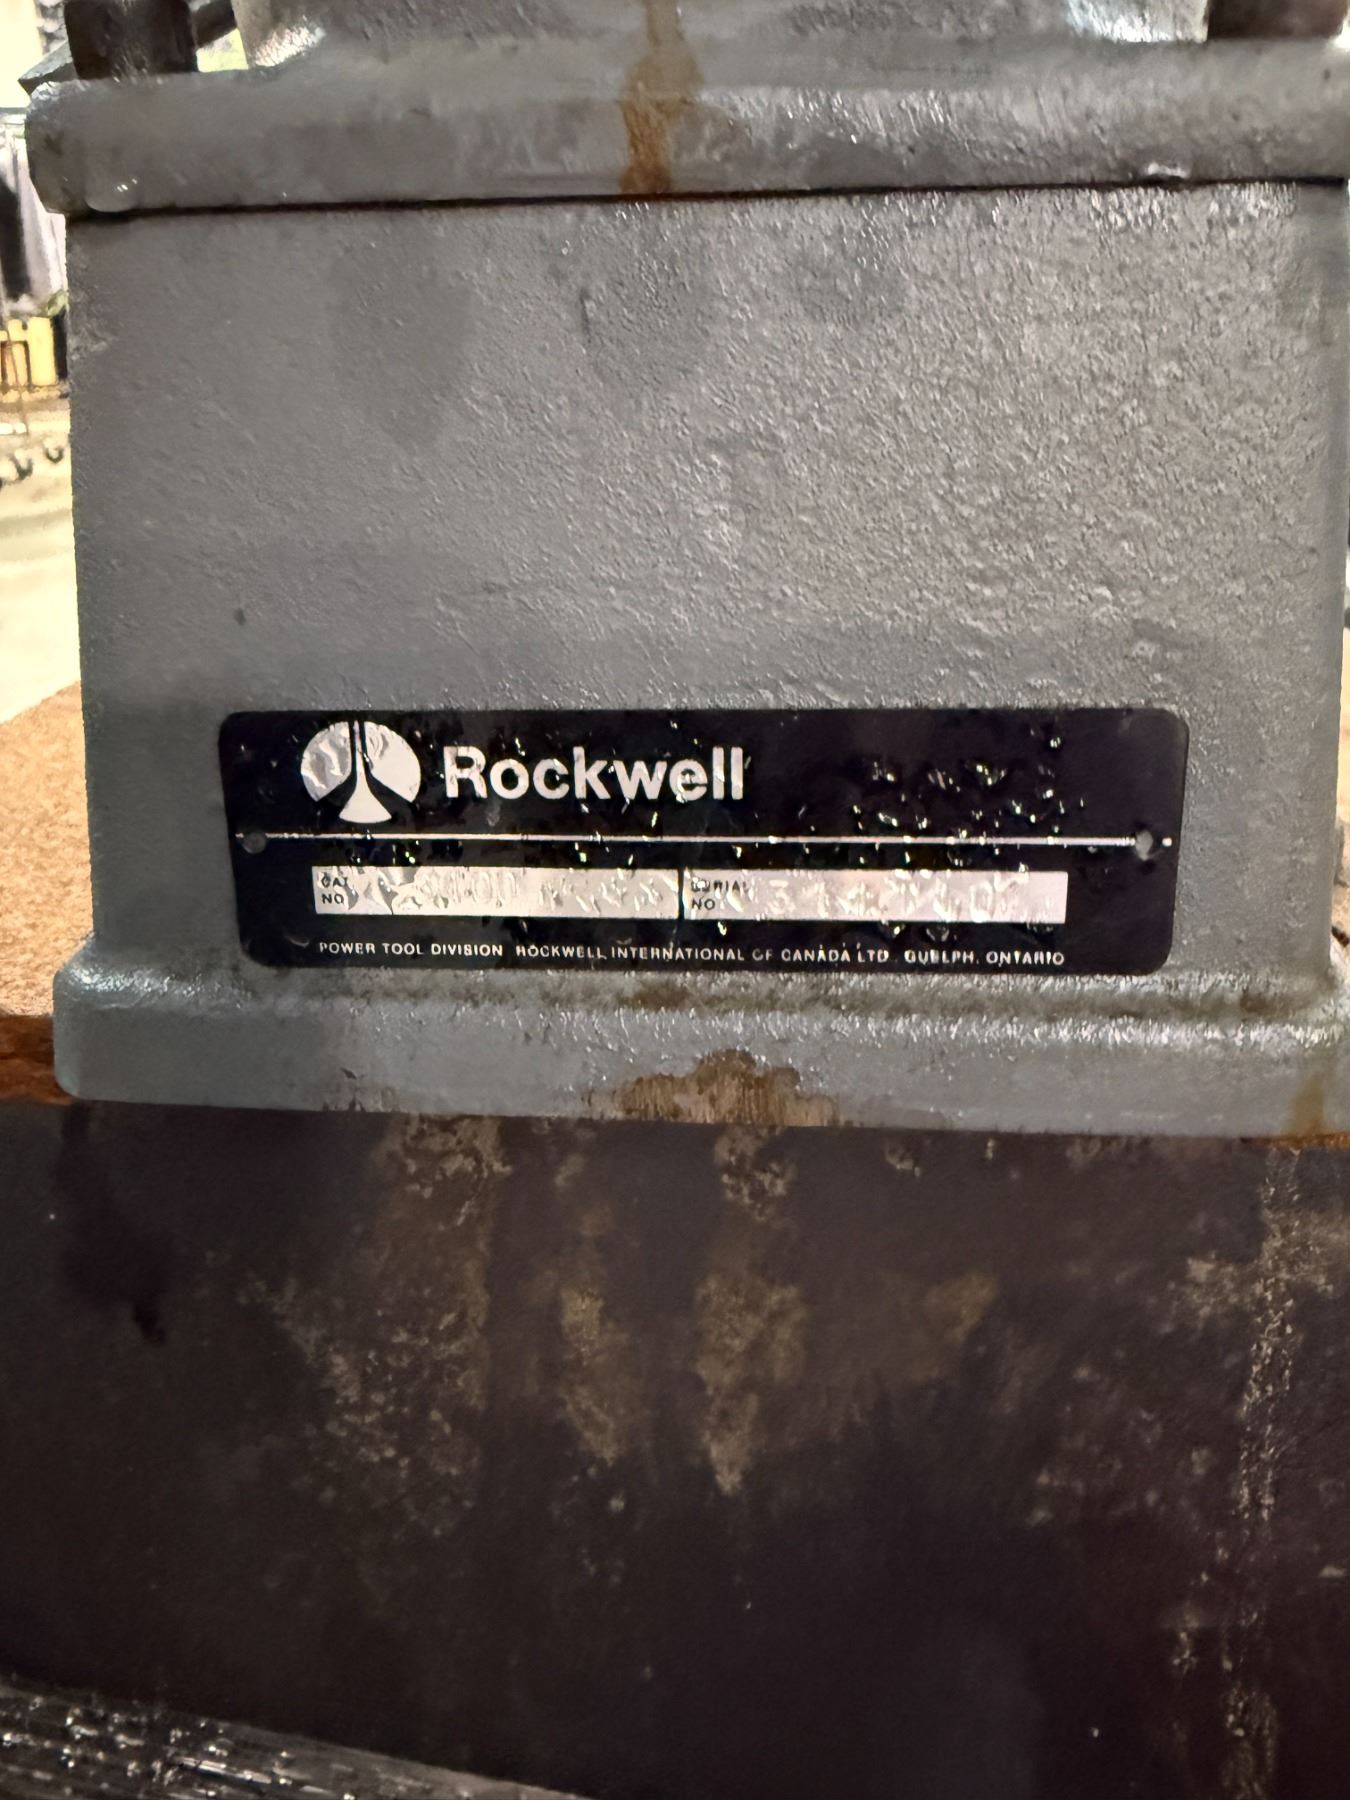 Rockwell
CAT
NO
SERIAL
NO
POWER TOOL DIVISION ROCKWELL INTERNATIONAL OF CANADA LTD. GUELPH, ONTARIO